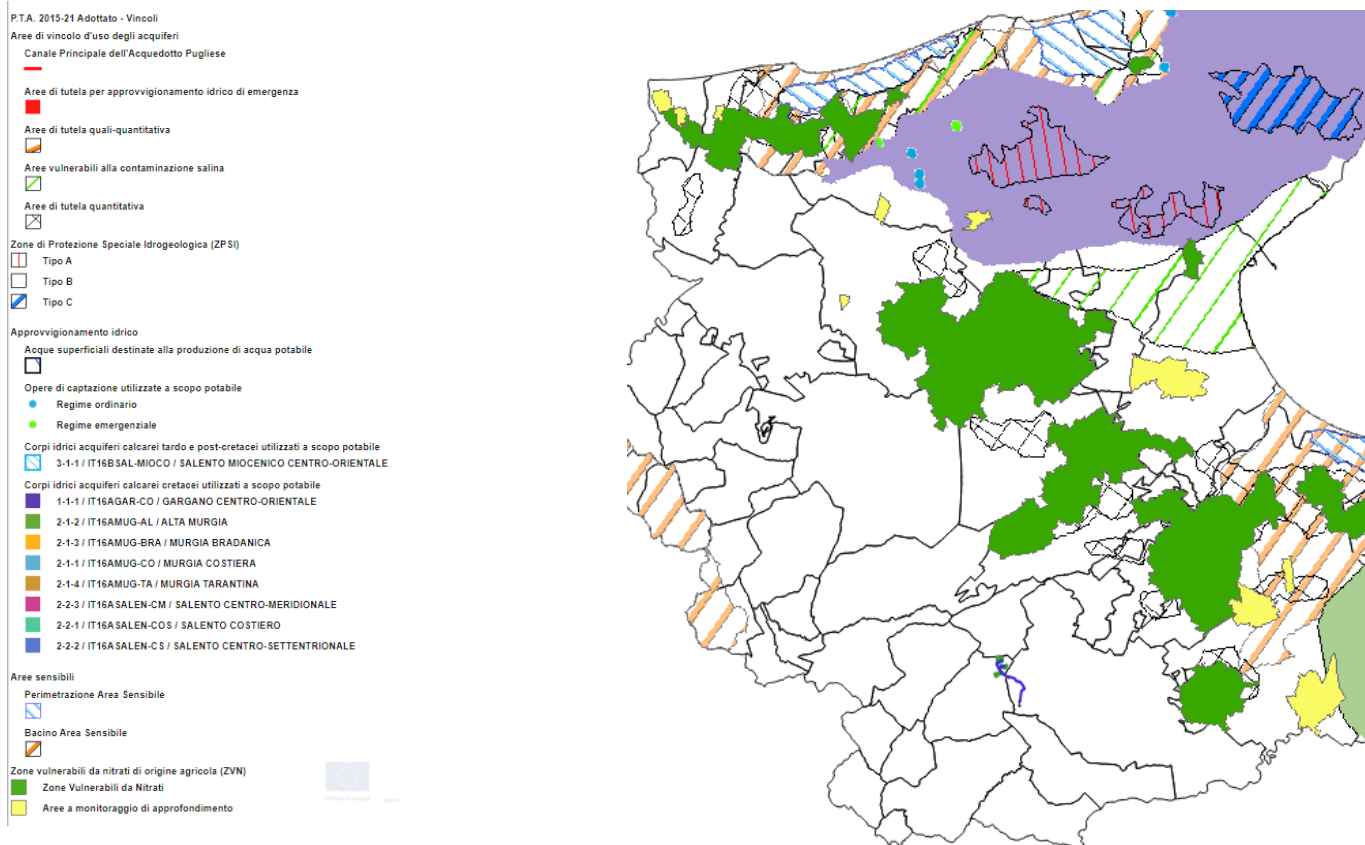 P.T.A. 2015-21 Adottato - Vincoli
Aree di vincolo d'uso degli acquiferi
Canale Principale dell'Acquedotto Pugliese
Aree di tutela per approvvigionamento idrico di emergenza
Aree di tutela quali-quantitativa
Aree vulnerabili alla contaminazione salina
Aree di tutela quantitativa
Zone di Protezione Speciale Idrogeologica (ZPSI)
Tipo A
Tipo B
Tipo C
Approvvigionamento idrico
Acque superficiali destinate alla produzione di acqua potabile
Opere di captazione utilizzate a scopo potabile
Regime ordinario
Regime emergenziale
Corpi idrici acquiferi calcarei tardo e post-cretacei utilizzati a scopo potabile
3-1-1 / IT16BSAL-MIOCO / SALENTO MIOCENICO CENTRO-ORIENTALE
Corpi idrici acquiferi calcarei cretacei utilizzati a scopo potabile
1-1-1 / IT16AGAR-CO / GARGANO CENTRO-ORIENTALE
2-1-2 / IT16AMUG-AL / ALTA MURGIA
2-1-3 / IT16AMUG-BRA / MURGIA BRADANICA
2-1-1 / IT16AMUG-CO / MURGIA COSTIERA
2-1-4 / IT16AMUG-TA / MURGIA TARANTINA
2-2-3 / IT16ASALEN-CM / SALENTO CENTRO-MERIDIONALE
2-2-1 / IT16ASALEN-COS / SALENTO COSTIERO
2-2-2 / IT16ASALEN-CS / SALENTO CENTRO-SETTENTRIONALE
Aree sensibili
Perimetrazione Area Sensibile
Bacino Area Sensibile
Zone vulnerabili da nitrati di origine agricola (ZVN)
Zone Vulnerabili da Nitrati
Aree a monitoraggio di approfondimento